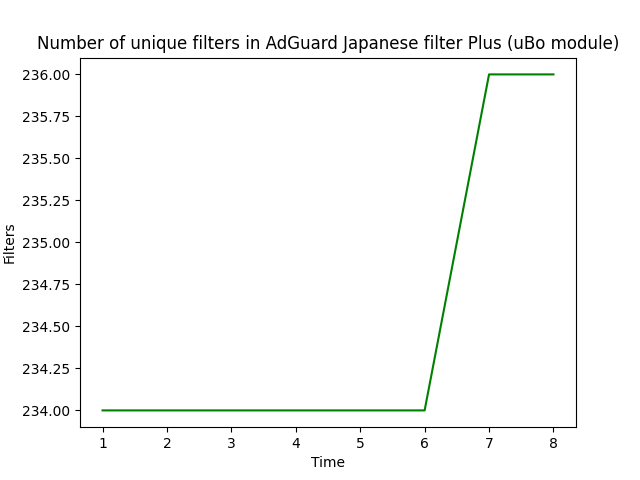 Number of unique filters in AdGuard Japanese filter Plus (uBo module)
236.00
235.75
235.50
235.25
235.00
234.75
234.50
234.25
234.00
Filters
1 2 3 4 5 6 7 8
Time